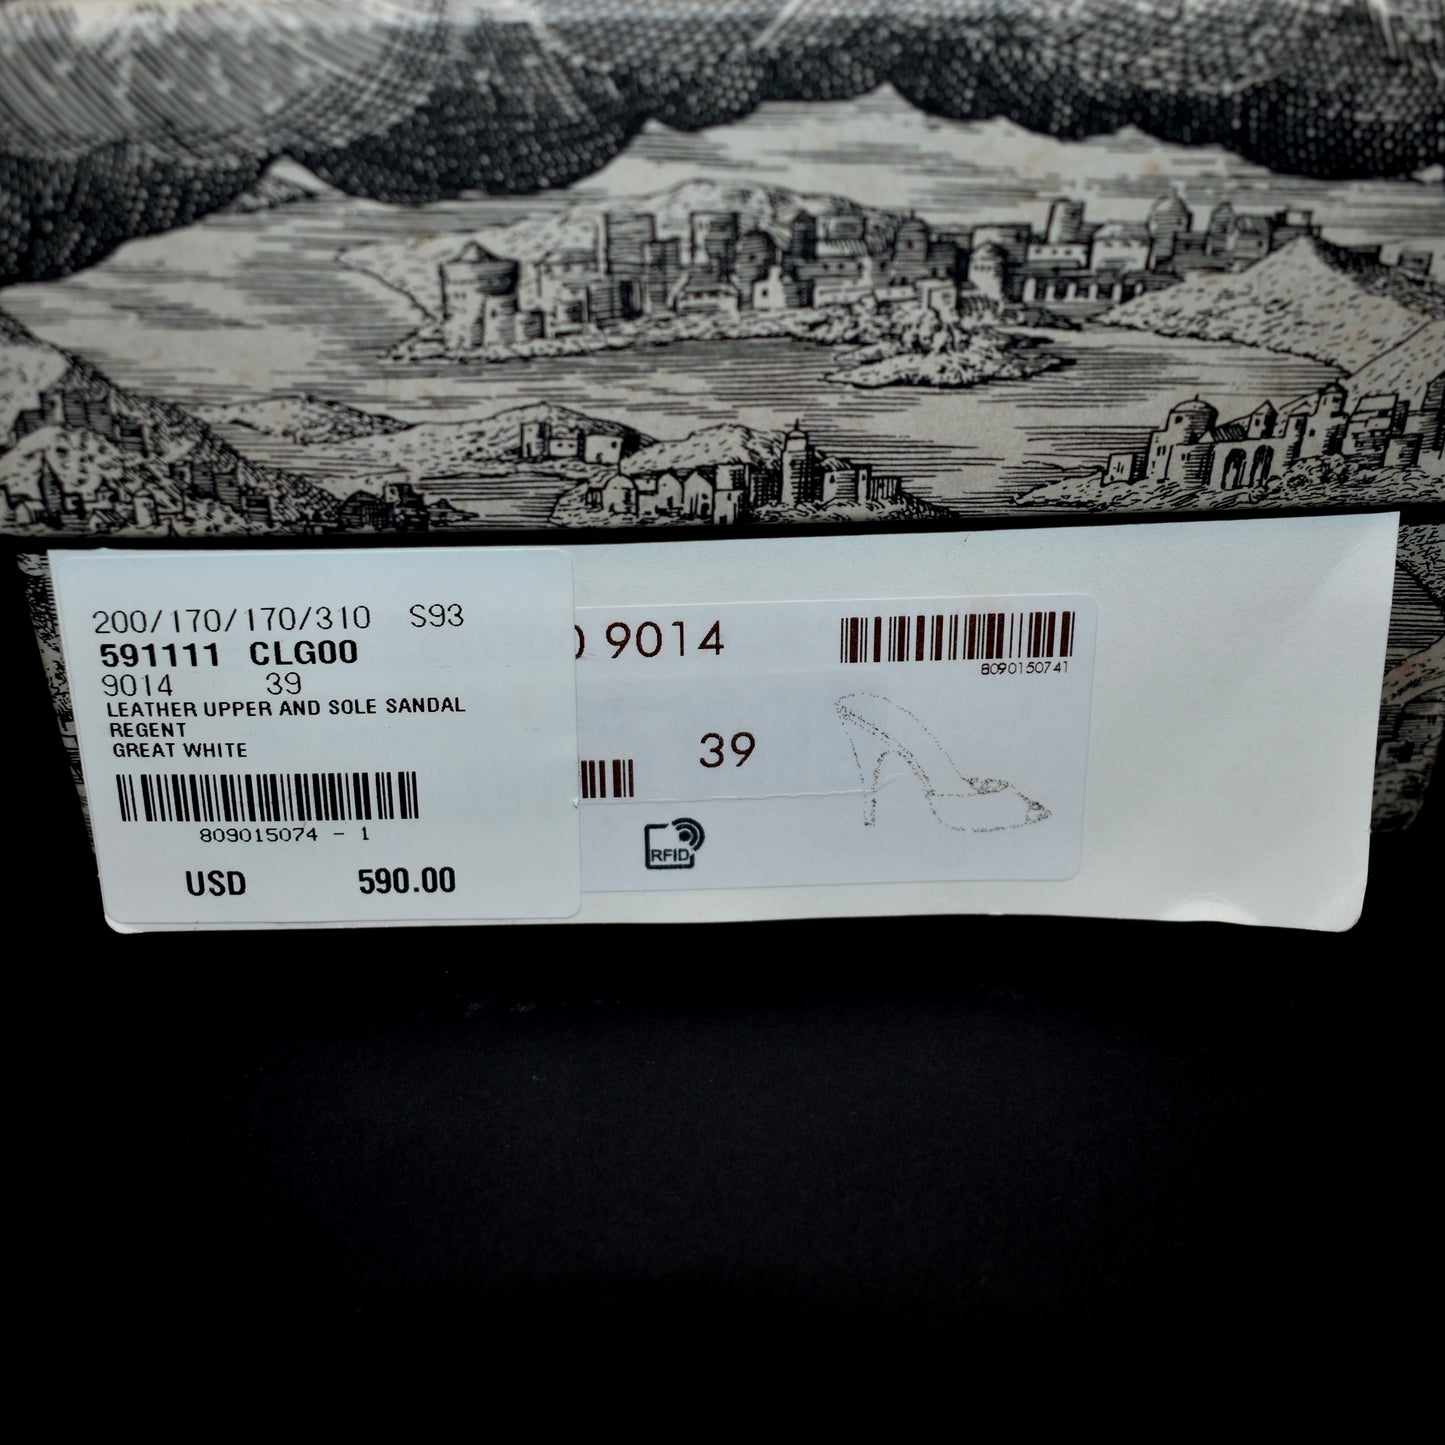 200/170/170/310 S93
591111 CLG00
9014 39
LEATHER UPPER AND SOLE SANDAL
REGENT
GREAT WHITE
809015074 - 1
USD 590.00
9014
8090150741
39
RFID